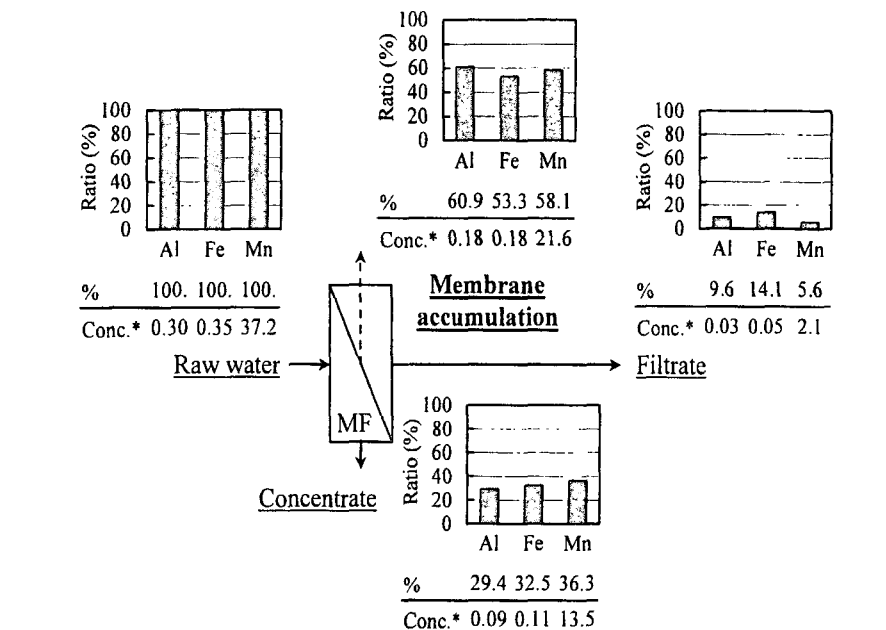 100
80
60
40
20
0
Ratio (%)
Al Fe Mn
% 60.9 53.3 58.1
Conc.* 0.18 0.18 21.6
Membrane
accumulation
100
80
60
40
20
0
Ratio (%)
Al Fe Mn
% 100. 100. 100.
Conc.* 0.30 0.35 37.2
Raw water
MF
100
80
60
40
20
0
Ratio (%)
Al Fe Mn
% 9.6 14.1 5.6
Conc.* 0.03 0.05 2.1
Filtrate
Concentrate
100
80
60
40
20
0
Ratio (%)
Al Fe Mn
% 29.4 32.5 36.3
Conc.* 0.09 0.11 13.5